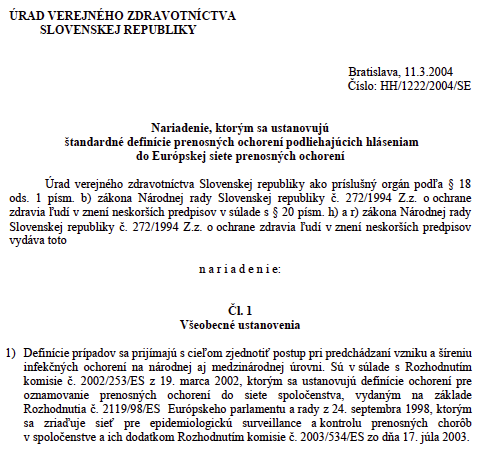 ÚRAD VEREJNÉHO ZDRAVOTNÍCTVA
SLOVENSKEJ REPUBLIKY
Bratislava, 11.3.2004
Číslo: HH/1222/2004/SE
Nariadenie, ktorým sa ustanovujú
štandardné definície prenosných ochorení podliehajúcich hláseniam
do Európskej siete prenosných ochorení
Úrad verejného zdravotníctva Slovenskej republiky ako príslušný orgán podľa § 18
ods. 1 písm. b) zákona Národnej rady Slovenskej republiky č. 272/1994 Z.z. o ochrane
zdravia ľudí v znení neskorších predpisov v súlade s § 20 písm. h) a r) zákona Národnej rady
Slovenskej republiky č. 272/1994 Z.z. o ochrane zdravia ľudí v znení neskorších predpisov
vydáva toto
n a r i a d e n i e:
Čl. 1
Všeobecné ustanovenia
1) Definície prípadov sa prijímajú s cieľom zjednotiť postup pri predchádzaní vzniku a šíreniu
infekčných ochorení na národnej aj medzinárodnej úrovni. Sú v súlade s Rozhodnutím
komisie č. 2002/253/ES z 19. marca 2002, ktorým sa ustanovujú definície ochorení pre
oznamovanie prenosných ochorení do siete spoločenstva, vydaným na základe
Rozhodnutia č. 2119/98/ES Európskeho parlamentu a rady z 24. septembra 1998, ktorým
sa zriaďuje sieť pre epidemiologickú surveillance a kontrolu prenosných chorôb
v spoločenstve a ich dodatkom Rozhodnutím komisie č. 2003/534/ES zo dňa 17. júla 2003.